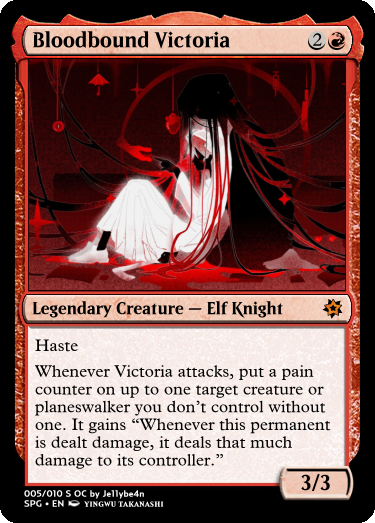 Bloodbound Victoria 2
Legendary Creature — Elf Knight
Haste
Whenever Victoria attacks, put a pain
counter on up to one target creature or
planeswalker you don’t control without
one. It gains “Whenever this permanent
is dealt damage, it deals that much
damage to its controller.”
3/3
005/010 S OC by Je11ybe4n
SPG • EN YINGWU TAKANASHI